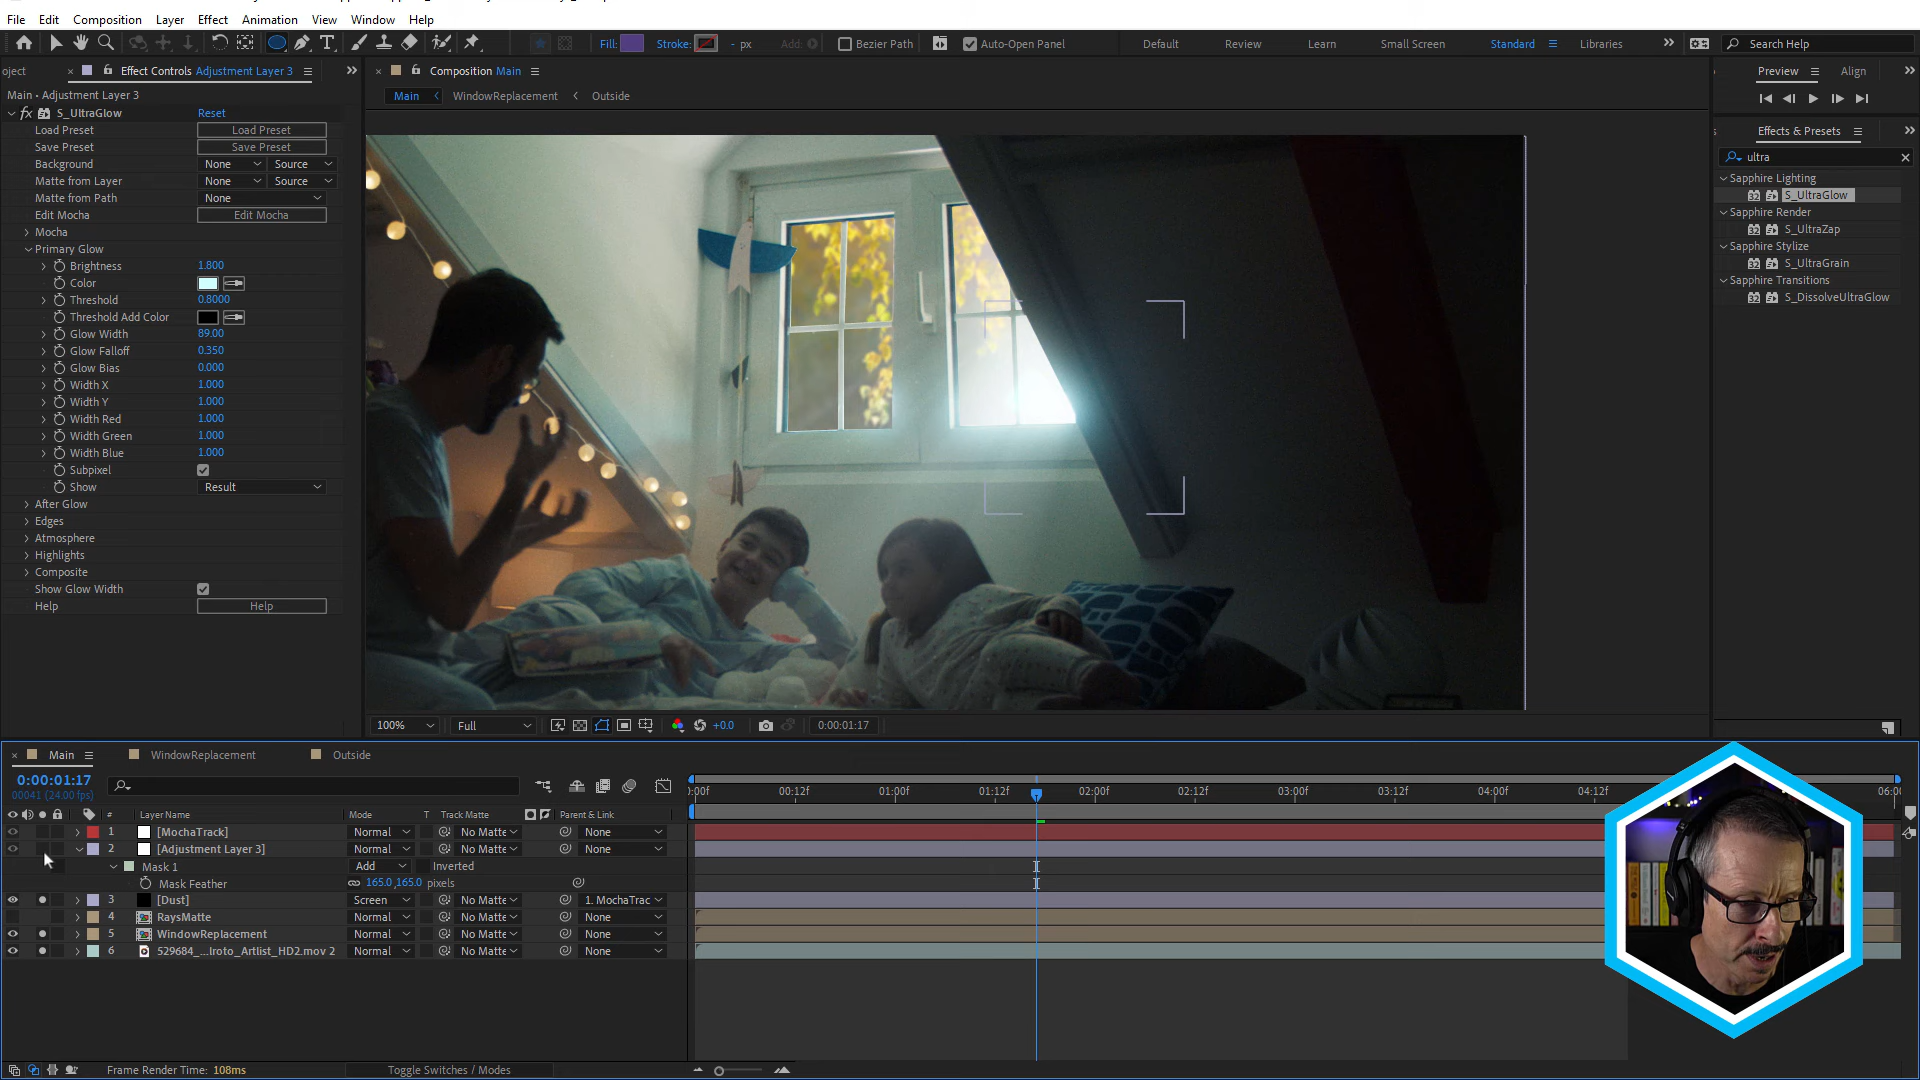 File Edit Composition Layer Effect Animation View Window Help
Fill: Stroke: - px Add: Bezier Path Auto-Open Panel Default Review Learn Small Screen Standard Libraries Search Help
oject Effect Controls Adjustment Layer 3
Composition Main
Preview Align
Main • Adjustment Layer 3
Main WindowReplacement Outside
S_UltraGlow Reset
Load Preset Load Preset
Save Preset Save Preset
Background None Source
Matte from Layer None Source
Matte from Path None
Edit Mocha Edit Mocha
Mocha
Primary Glow
Brightness 1.800
Color
Threshold 0.8000
Threshold Add Color
Glow Width 89.00
Glow Falloff 0.350
Glow Bias 0.000
Width X 1.000
Width Y 1.000
Width Red 1.000
Width Green 1.000
Width Blue 1.000
Subpixel
Show Result
After Glow
Edges
Atmosphere
Highlights
Composite
Show Glow Width
Help Help
Effects & Presets
ultra
Sapphire Lighting
32 S_UltraGlow
Sapphire Render
32 S_UltraZap
Sapphire Stylize
32 S_UltraGrain
Sapphire Transitions
32 S_DissolveUltraGlow
100% Full +0.0 0:00:01:17
Main WindowReplacement Outside
0:00:01:17
00041 (24.00 fps)
:00f 00:12f 01:00f 01:12f 02:00f 02:12f 03:00f 03:12f 04:00f 04:12f 06:00
# Layer Name Mode T Track Matte Parent & Link
1 [MochaTrack] Normal No Matte None
2 [Adjustment Layer 3] Normal No Matte None
Mask 1 Add Inverted
Mask Feather 165.0,165.0 pixels
3 [Dust] Screen No Matte 1. MochaTrac
4 RaysMatte Normal No Matte None
5 WindowReplacement Normal No Matte None
6 529684_...lroto_Artlist_HD2.mov 2 Normal No Matte None
Frame Render Time: 108ms Toggle Switches / Modes